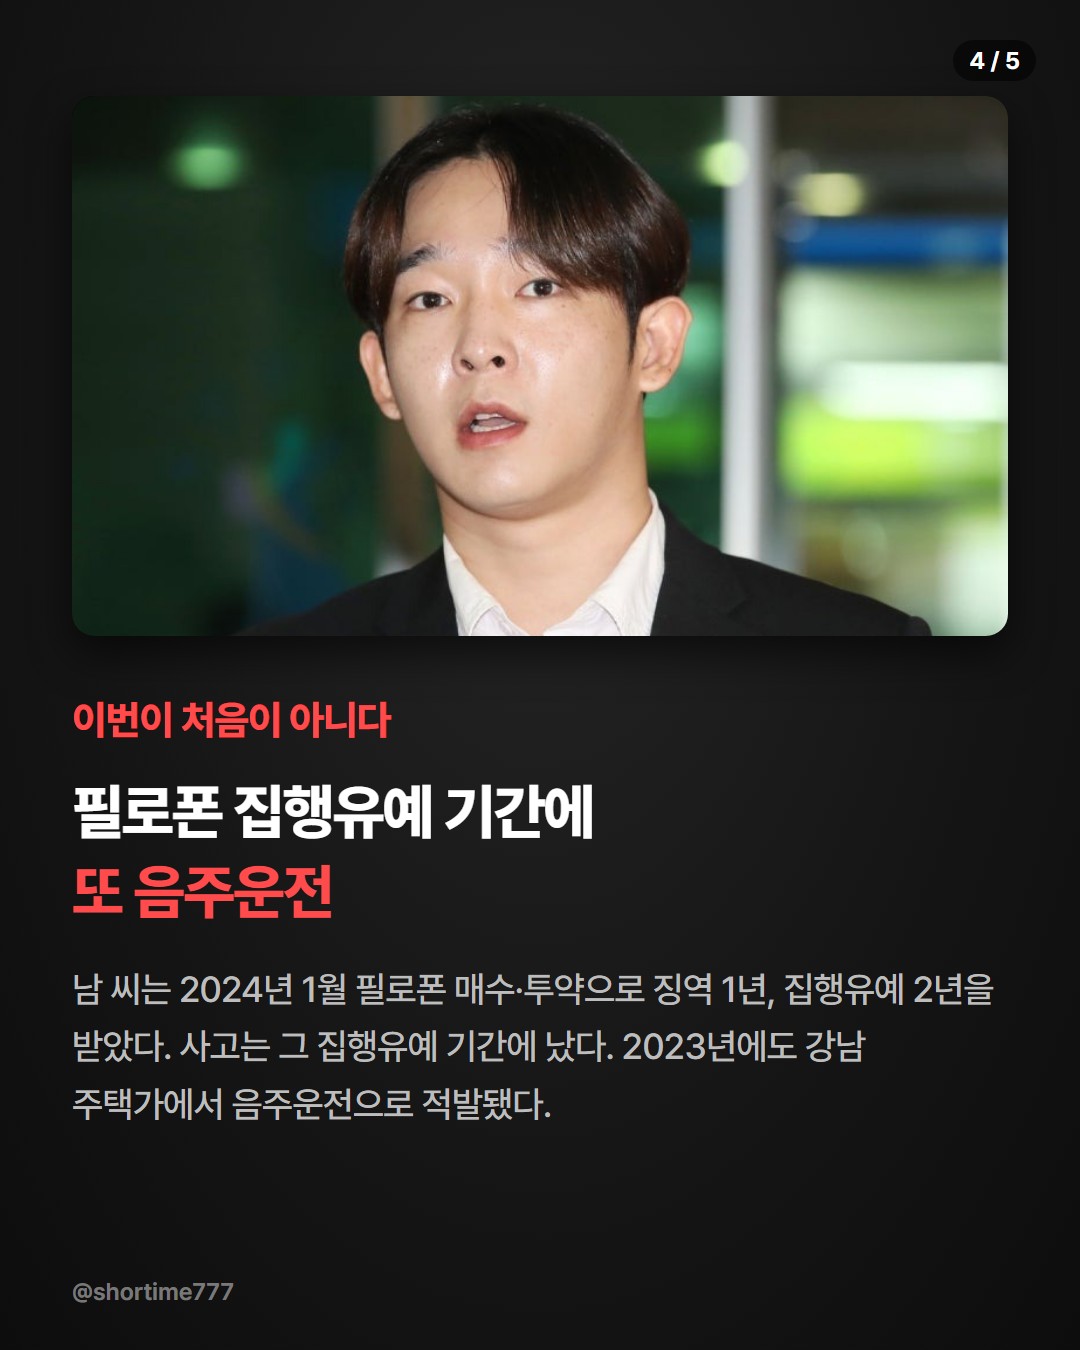 4 / 5
이번이 처음이 아니다
필로폰 집행유예 기간에
또 음주운전
남 씨는 2024년 1월 필로폰 매수·투약으로 징역 1년, 집행유예 2년을
받았다. 사고는 그 집행유예 기간에 났다. 2023년에도 강남
주택가에서 음주운전으로 적발됐다.
@shortime777